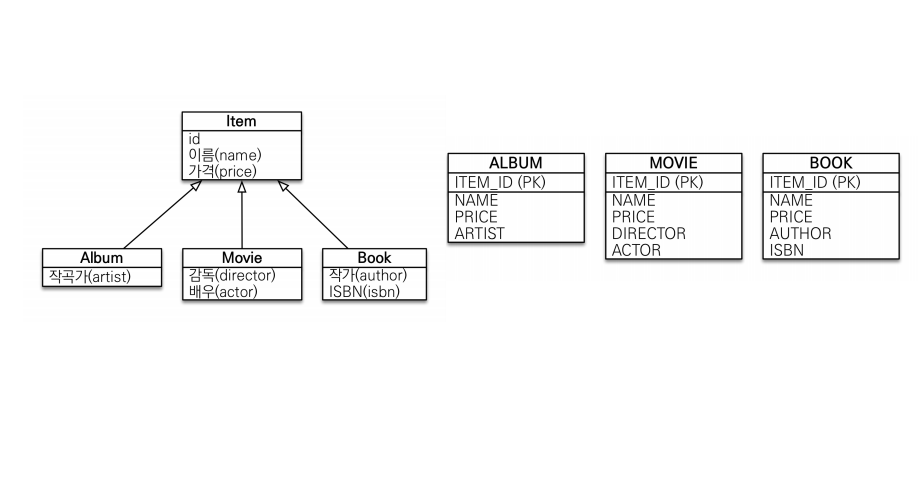 Item
id
이름(name)
가격(price)
Album
작곡가(artist)
Movie
감독(director)
배우(actor)
Book
작가(author)
ISBN(isbn)
ALBUM
ITEM_ID (PK)
NAME
PRICE
ARTIST
MOVIE
ITEM_ID (PK)
NAME
PRICE
DIRECTOR
ACTOR
BOOK
ITEM_ID (PK)
NAME
PRICE
AUTHOR
ISBN